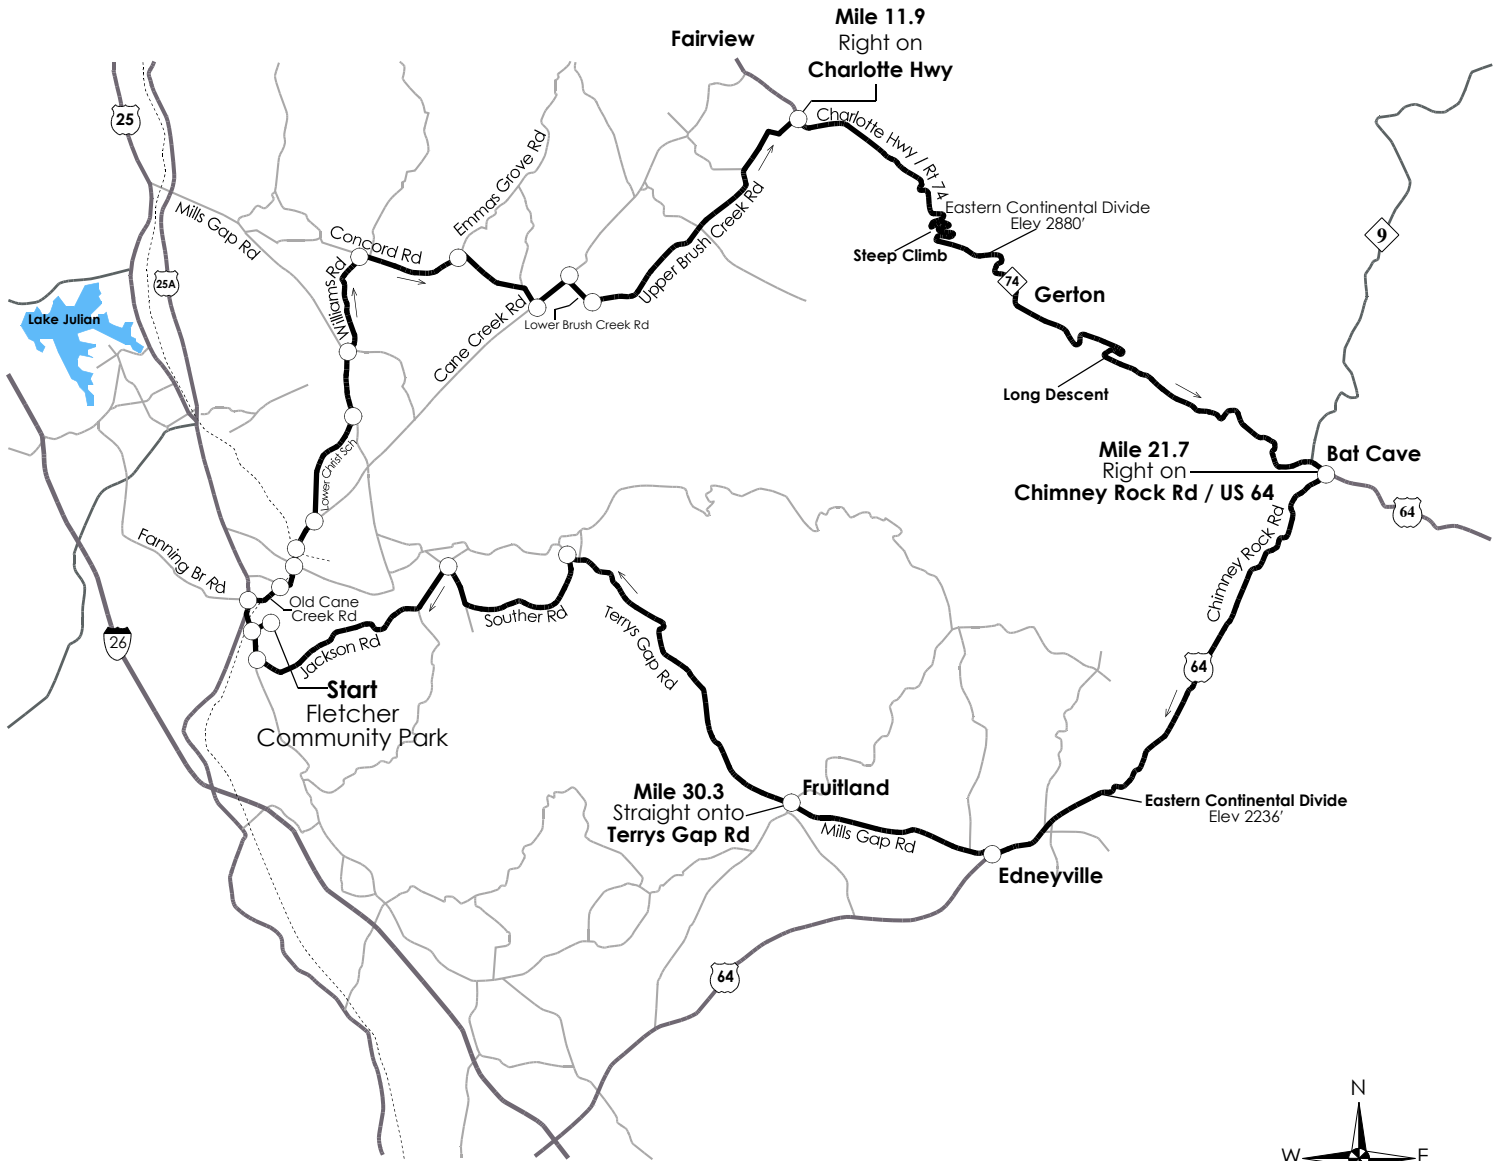 Mile 11.9
Right on
Charlotte Hwy
Fairview
25
Charlotte Hwy / Rt 74
Emmas Grove Rd
9
Mills Gap Rd
Concord Rd
Upper Brush Creek Rd
Eastern Continental Divide
Elev 2880'
Steep Climb
25A
74
Gerton
Williams Rd
Lake Julian
Cane Creek Rd
Lower Brush Creek Rd
Long Descent
Mile 21.7
Right on
Chimney Rock Rd / US 64
Bat Cave
64
Lower Christ Sch
Chimney Rock Rd
Fanning Br Rd
Old Cane
Creek Rd
Souther Rd
Terrys Gap Rd
26
Jackson Rd
64
Start
Fletcher
Community Park
Mile 30.3
Straight onto
Terrys Gap Rd
Fruitland
Mills Gap Rd
Eastern Continental Divide
Elev 2236'
Edneyville
64
N
W
E